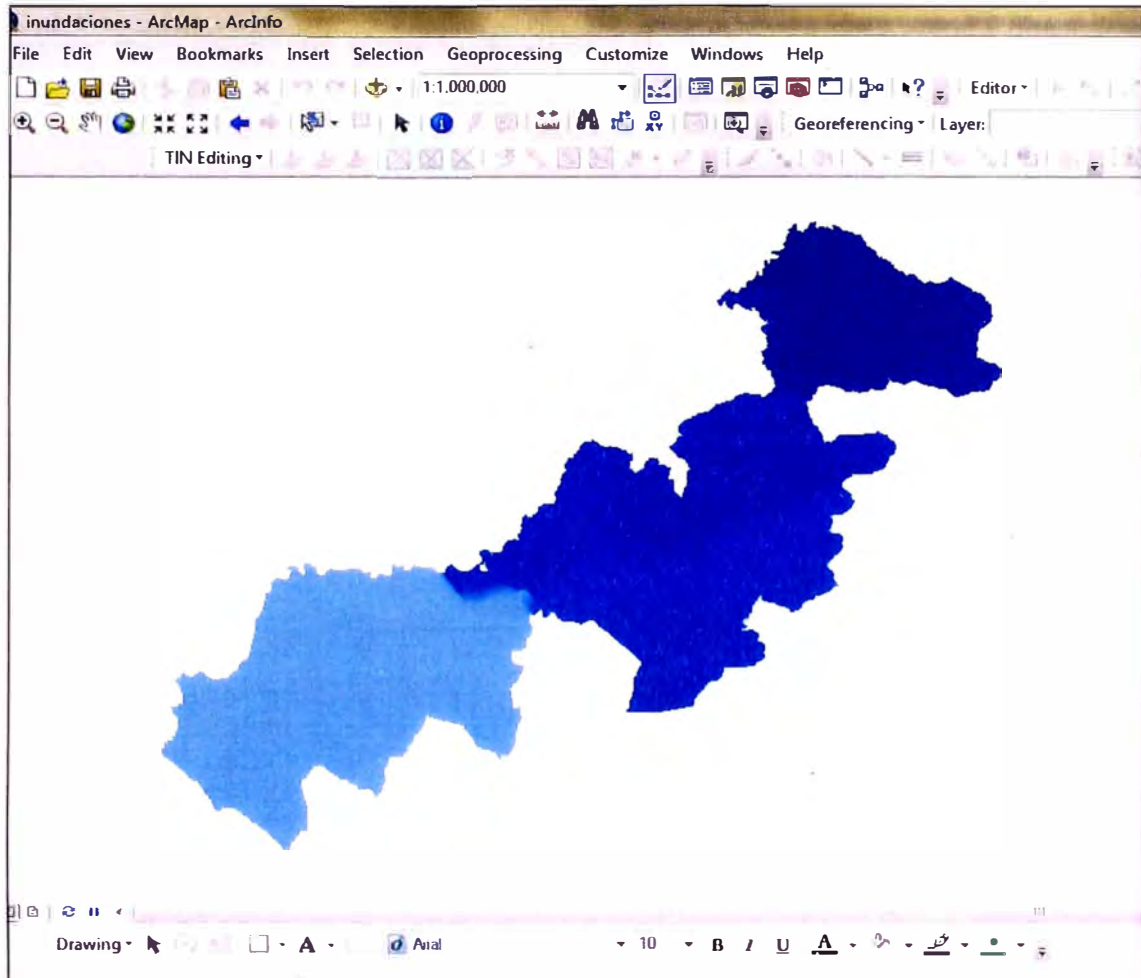 inundaciones - ArcMap - ArcInfo
File Edit View Bookmarks Insert Selection Geoprocessing Customize Windows Help
1:1.000,000 Editor
Georeferencing Layer:
TIN Editing
Drawing A Arial 10 B I U A